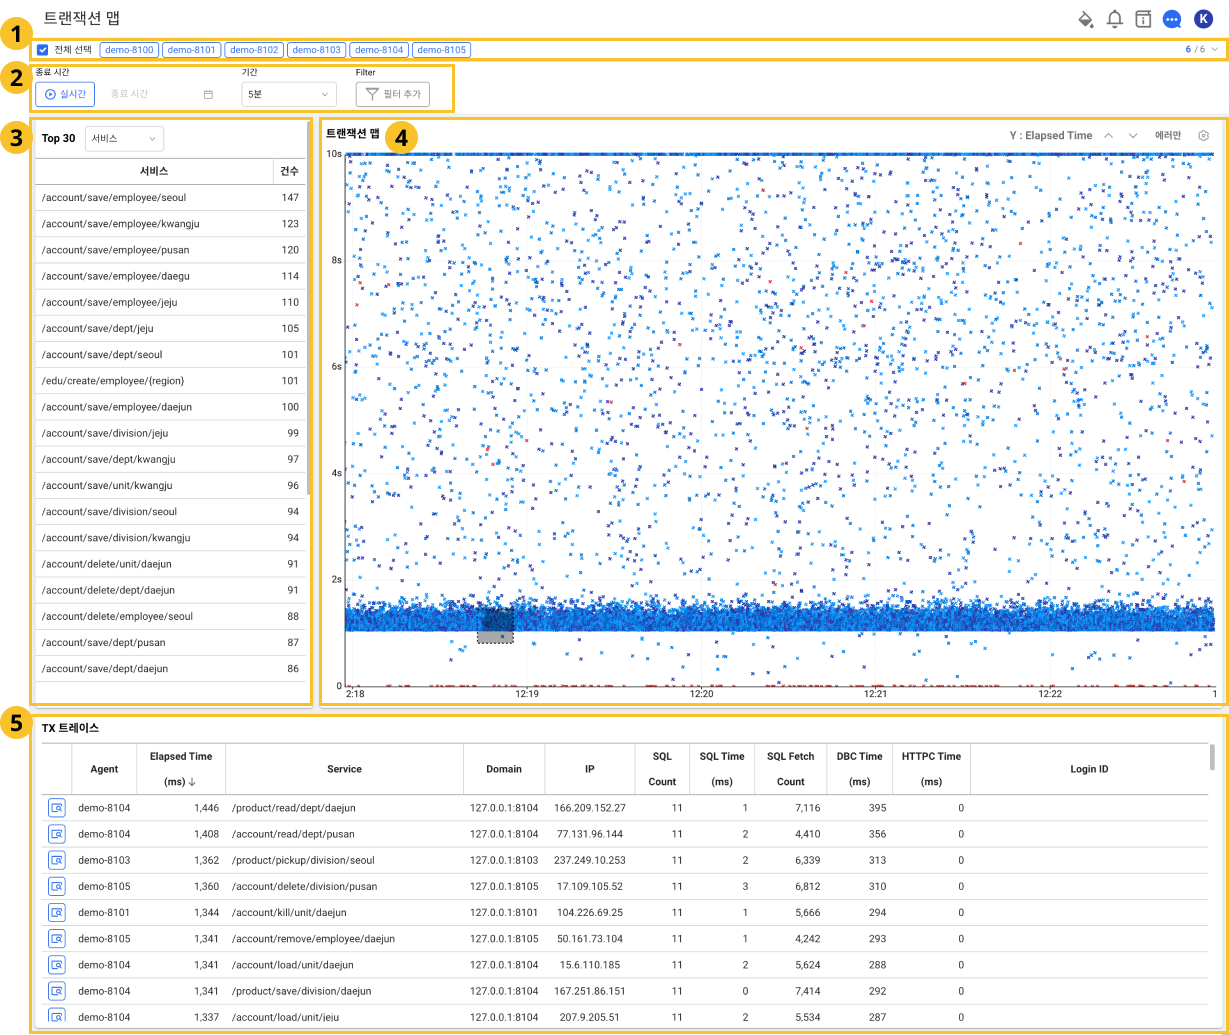 트랜잭션 맵
K
1
전체 선택 demo-8100 demo-8101 demo-8102 demo-8103 demo-8104 demo-8105 6 / 6
2
종료 시간 기간 Filter
실시간 종료 시간 5분 필터 추가
3
Top 30 서비스
서비스 건수
/account/save/employee/seoul 147
/account/save/employee/kwangju 123
/account/save/employee/pusan 120
/account/save/employee/daegu 114
/account/save/employee/jeju 110
/account/save/dept/jeju 105
/account/save/dept/seoul 101
/edu/create/employee/{region} 101
/account/save/employee/daejun 100
/account/save/division/jeju 99
/account/save/dept/kwangju 97
/account/save/unit/kwangju 96
/account/save/division/seoul 94
/account/save/division/kwangju 94
/account/delete/unit/daejun 91
/account/delete/dept/daejun 91
/account/delete/employee/seoul 88
/account/save/dept/pusan 87
/account/save/dept/daejun 86
트랜잭션 맵 4 Y : Elapsed Time 에러만
10s
8s
6s
4s
2s
0
2:18 12:19 12:20 12:21 12:22 1
5
TX 트레이스
Agent Elapsed Time (ms) ↓ Service Domain IP SQL Count SQL Time (ms) SQL Fetch Count DBC Time (ms) HTTPC Time (ms) Login ID
demo-8104 1,446 /product/read/dept/daejun 127.0.0.1:8104 166.209.152.27 11 1 7,116 395 0
demo-8104 1,408 /account/read/dept/pusan 127.0.0.1:8104 77.131.96.144 11 2 4,410 356 0
demo-8103 1,362 /product/pickup/division/seoul 127.0.0.1:8103 237.249.10.253 11 2 6,339 313 0
demo-8105 1,360 /account/delete/division/pusan 127.0.0.1:8105 17.109.105.52 11 3 6,812 310 0
demo-8101 1,344 /account/kill/unit/daejun 127.0.0.1:8101 104.226.69.25 11 1 5,666 294 0
demo-8105 1,341 /account/remove/employee/daejun 127.0.0.1:8105 50.161.73.104 11 1 4,242 293 0
demo-8104 1,341 /account/load/unit/daejun 127.0.0.1:8104 15.6.110.185 11 2 5,624 288 0
demo-8104 1,341 /product/save/division/daejun 127.0.0.1:8104 167.251.86.151 11 0 7,414 292 0
demo-8104 1,337 /account/load/unit/jeju 127.0.0.1:8104 207.9.205.51 11 2 5,534 287 0